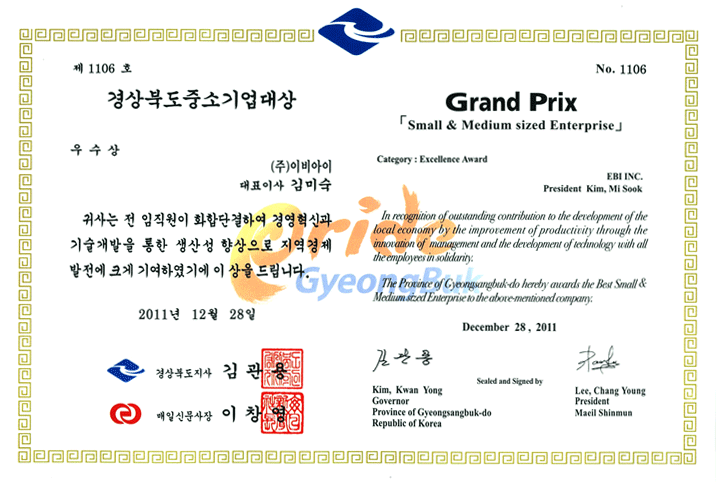 제 1106 호
경상북도중소기업대상
우수상
(주)이비아이
대표이사 김미숙
귀사는 전 임직원이 화합단결하여 경영혁신과
기술개발을 통한 생산성 향상으로 지역경제
발전에 크게 기여하였기에 이 상을 드립니다.
2011년 12월 28일
경상북도지사 김관용
매일신문사장 이창영
No. 1106
Grand Prix
「Small & Medium sized Enterprise」
Category : Excellence Award
EBI INC.
President Kim, Mi Sook
In recognition of outstanding contribution to the development of the
local economy by the improvement of productivity through the
innovation of management and the development of technology with all
the employees in solidarity.
The Province of Gyeongsangbuk-do hereby awards the Best Small &
Medium sized Enterprise to the above-mentioned company.
December 28, 2011
김관용
Sealed and Signed by
Kim, Kwan Yong
Governor
Province of Gyeongsangbuk-do
Republic of Korea
Lee, Chang Young
President
Maeil Shinmun
Pride
GyeongBuk